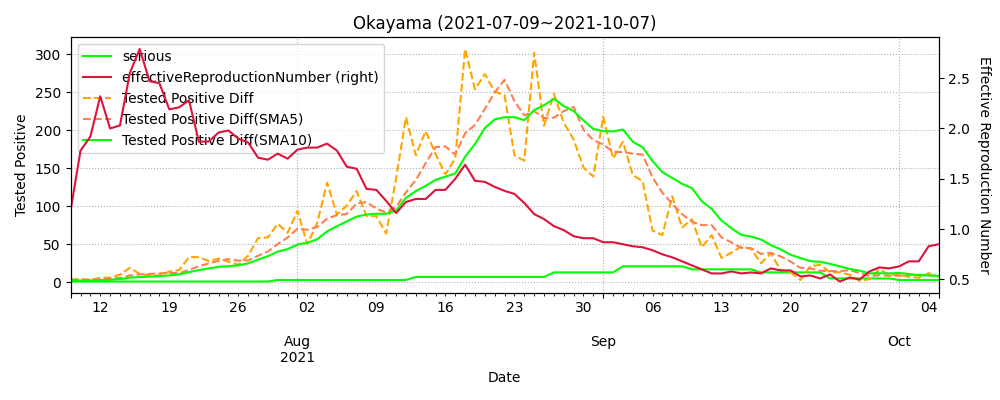 Okayama (2021-07-09~2021-10-07)
serious
effectiveReproductionNumber (right)
Tested Positive Diff
Tested Positive Diff(SMA5)
Tested Positive Diff(SMA10)
Tested Positive
300
250
200
150
100
50
0
2.5
2.0
1.5
1.0
0.5
Effective Reproduction Number
12 19 26 02 09 16 23 30 06 13 20 27 04
Aug Sep Oct
2021
Date